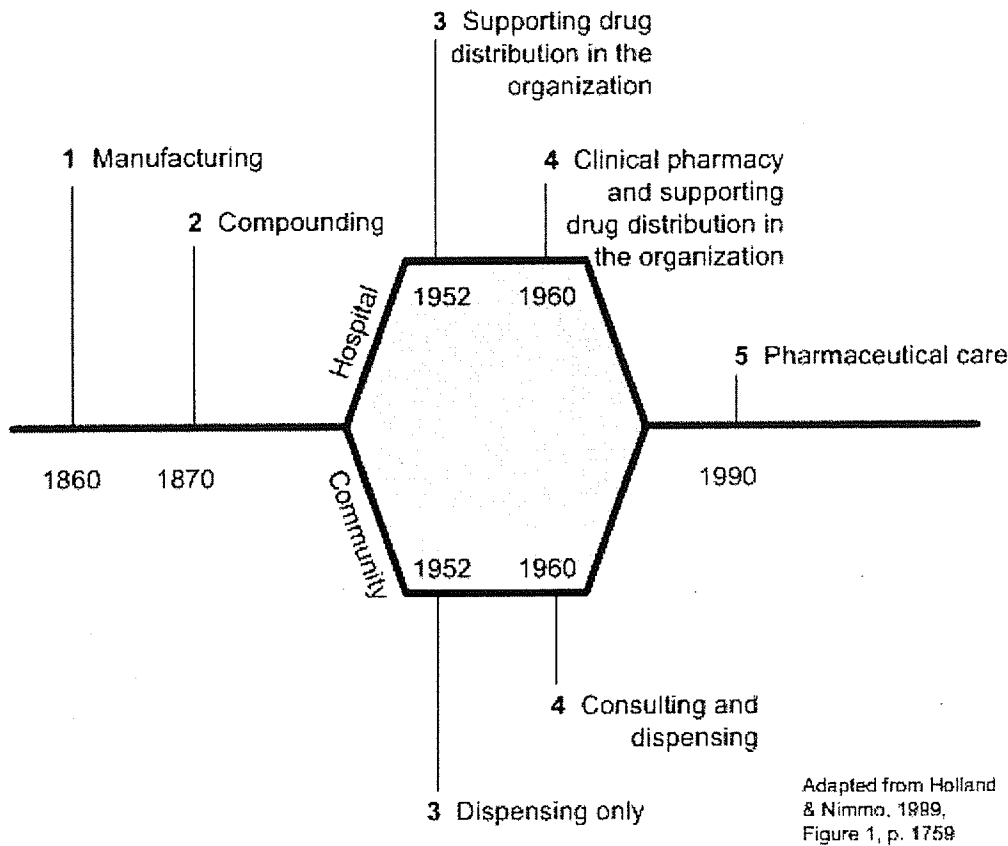 3 Supporting drug
distribution in the
organization
1 Manufacturing
4 Clinical pharmacy
and supporting
drug distribution in
the organization
2 Compounding
1952
1960
Hospital
5 Pharmaceutical care
1860
1870
1990
Community
1952
1960
4 Consulting and
dispensing
3 Dispensing only
Adapted from Holland
& Nimmo, 1999,
Figure 1, p. 1759